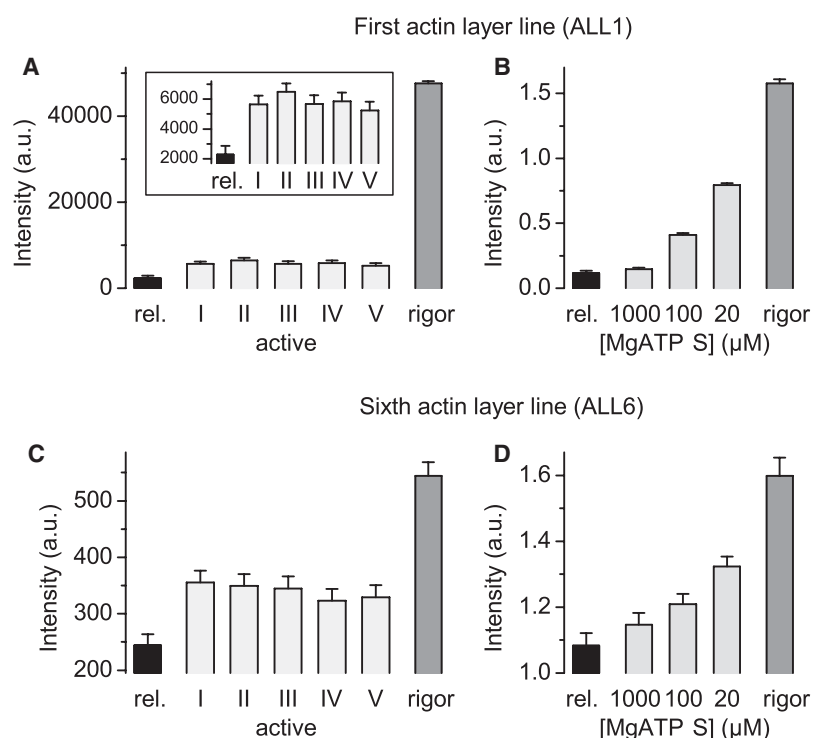 First actin layer line (ALL1)
A
Intensity (a.u.)
40000
20000
0
6000
4000
2000
rel. I II III IV V
rel. I II III IV V rigor
active
B
Intensity (a.u.)
1.5
1.0
0.5
0.0
rel. 1000 100 20 rigor
[MgATP S] (µM)
Sixth actin layer line (ALL6)
C
Intensity (a.u.)
500
400
300
200
rel. I II III IV V rigor
active
D
Intensity (a.u.)
1.6
1.4
1.2
1.0
rel. 1000 100 20 rigor
[MgATP S] (µM)